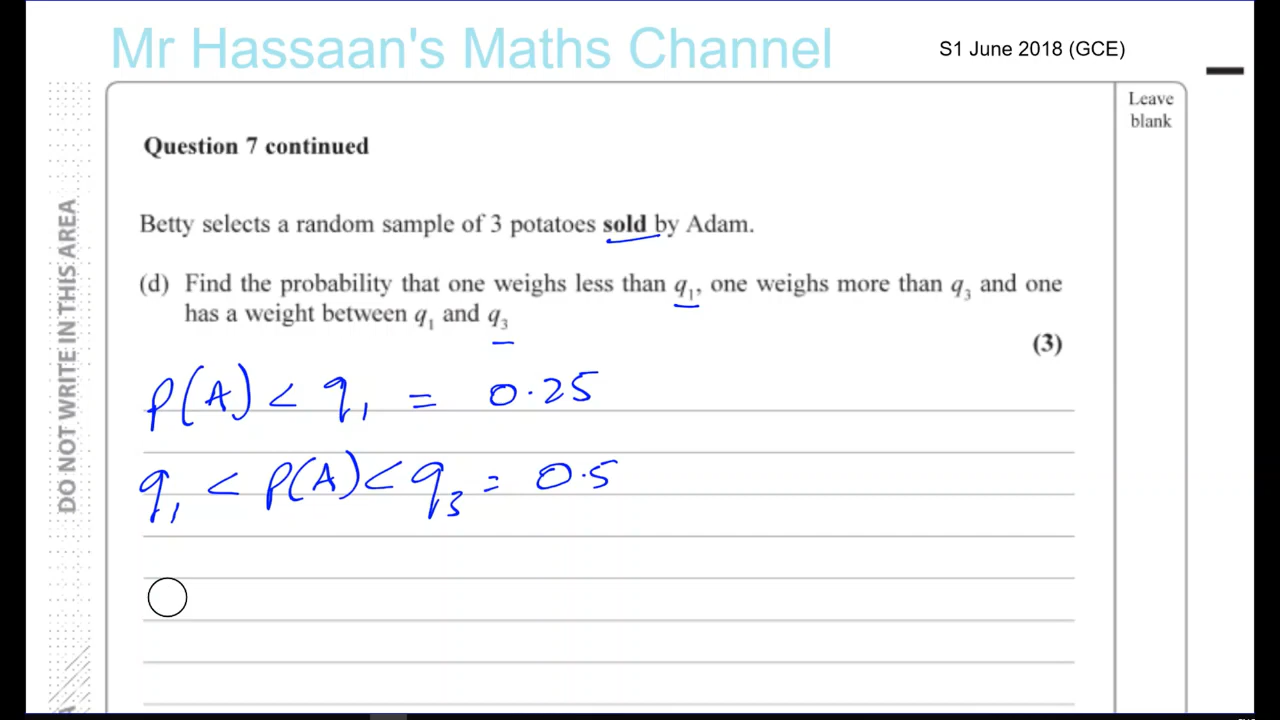 Mr Hassaan's Maths Channel
S1 June 2018 (GCE)
Leave
blank
Question 7 continued
DO NOT WRITE IN THIS AREA
Betty selects a random sample of 3 potatoes sold by Adam.
(d) Find the probability that one weighs less than q₁, one weighs more than q₃ and one
has a weight between q₁ and q₃
(3)
P(A) < q₁ = 0.25
q₁ < P(A) < q₃ = 0.5